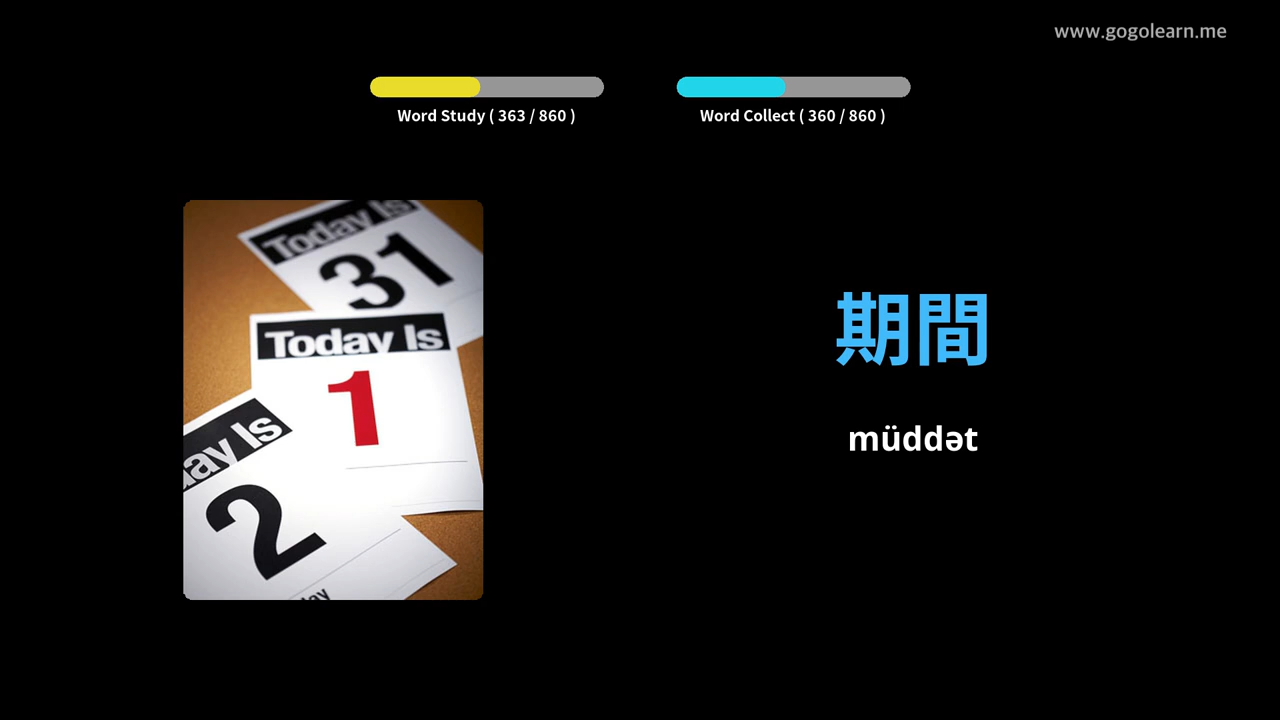 www.gogolearn.me
Word Study ( 363 / 860 )
Word Collect ( 360 / 860 )
Today Is
31
Today Is
1
ay Is
2
ay
期間
müddət